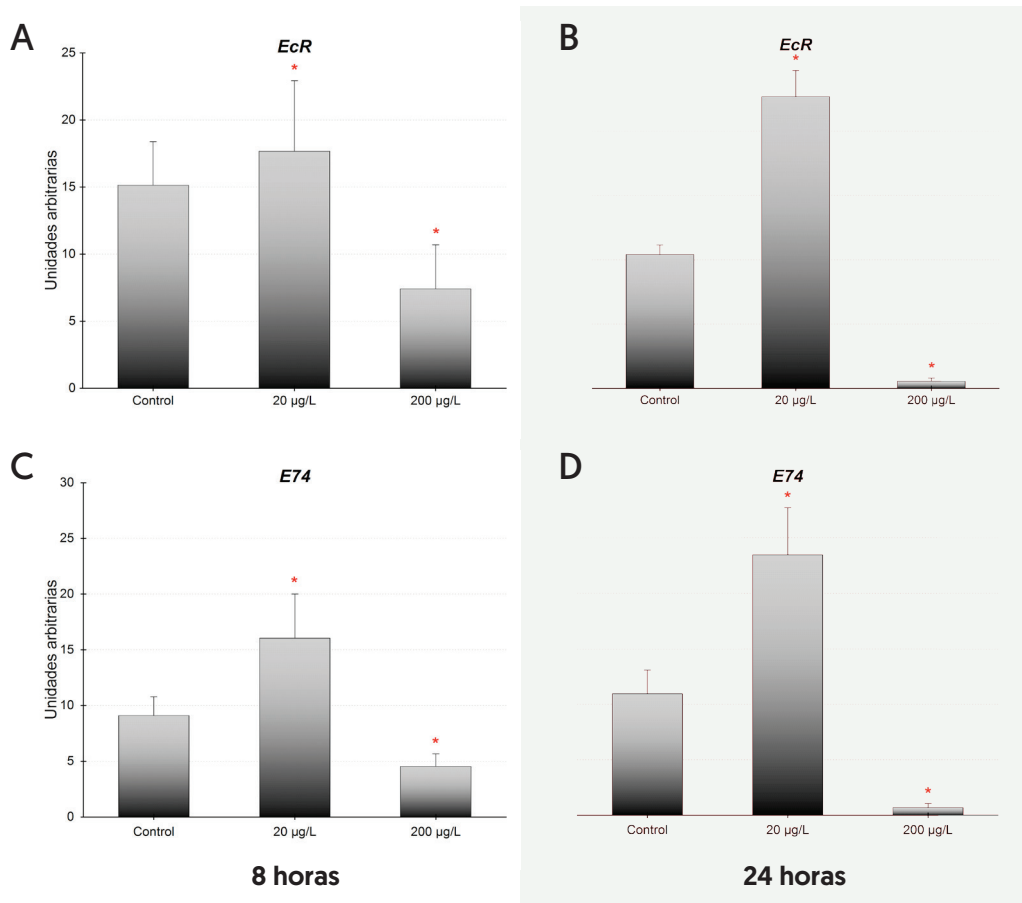 A
EcR
*
*
25
20
15
10
5
0
Unidades arbitrarias
Control
20 µg/L
200 µg/L
B
EcR
*
*
Control
20 µg/L
200 µg/L
C
E74
*
*
30
25
20
15
10
5
0
Unidades arbitrarias
Control
20 µg/L
200 µg/L
8 horas
D
E74
*
*
Control
20 µg/L
200 µg/L
24 horas